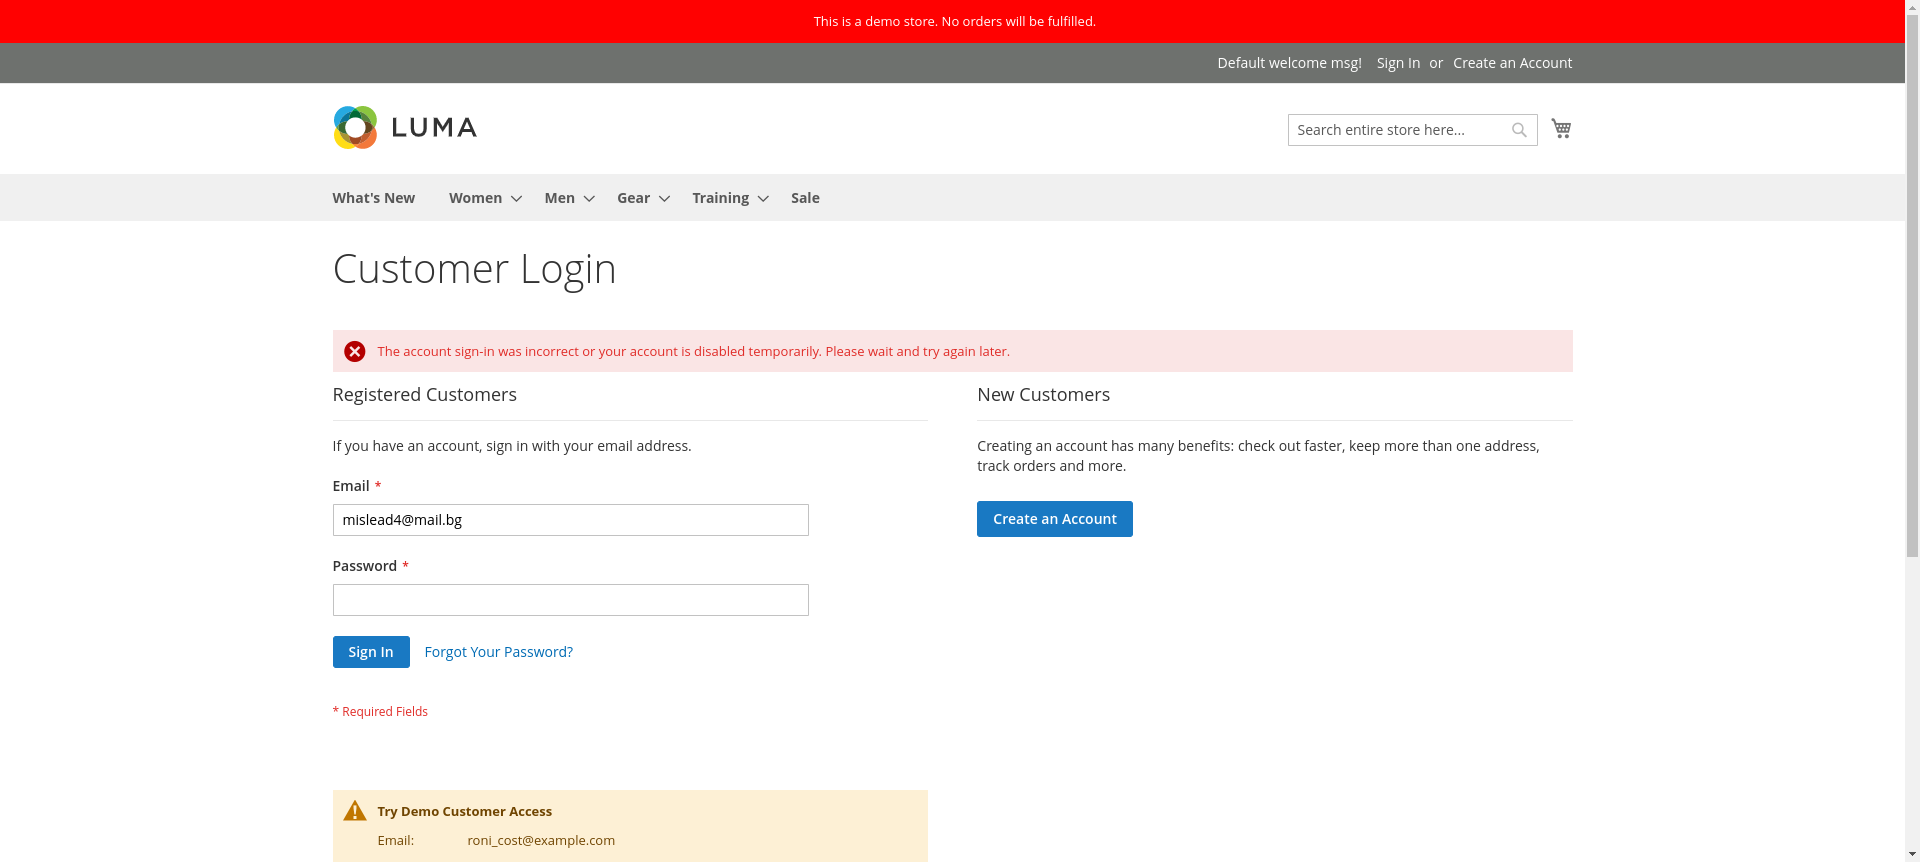 This is a demo store. No orders will be fulfilled.
Default welcome msg! Sign In or Create an Account
LUMA
Search entire store here...
What's New Women Men Gear Training Sale
Customer Login
The account sign-in was incorrect or your account is disabled temporarily. Please wait and try again later.
Registered Customers
If you have an account, sign in with your email address.
Email *
mislead4@mail.bg
Password *
Sign In Forgot Your Password?
* Required Fields
New Customers
Creating an account has many benefits: check out faster, keep more than one address,
track orders and more.
Create an Account
Try Demo Customer Access
Email: roni_cost@example.com